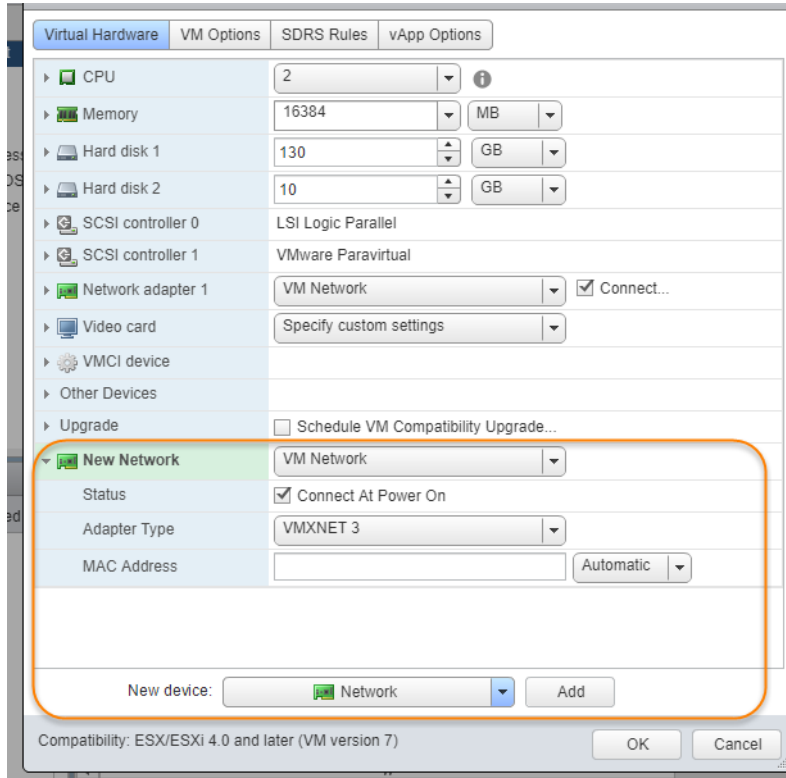 Virtual Hardware VM Options SDRS Rules vApp Options
CPU 2
Memory 16384 MB
Hard disk 1 130 GB
Hard disk 2 10 GB
SCSI controller 0 LSI Logic Parallel
SCSI controller 1 VMware Paravirtual
Network adapter 1 VM Network Connect...
Video card Specify custom settings
VMCI device
Other Devices
Upgrade Schedule VM Compatibility Upgrade...
New Network VM Network
Status Connect At Power On
Adapter Type VMXNET 3
MAC Address Automatic
New device: Network Add
Compatibility: ESX/ESXi 4.0 and later (VM version 7) OK Cancel